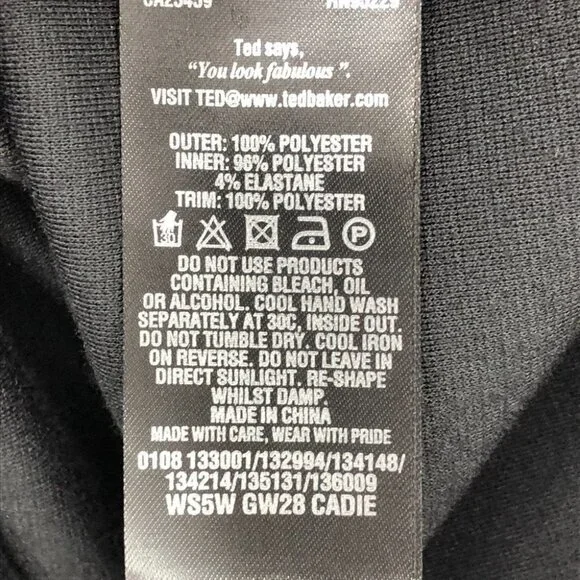 Ted says,
"You look fabulous".
VISIT TED@www.tedbaker.com
OUTER: 100% POLYESTER
INNER: 96% POLYESTER
4% ELASTANE
TRIM: 100% POLYESTER
30 P
DO NOT USE PRODUCTS
CONTAINING BLEACH, OIL
OR ALCOHOL. COOL HAND WASH
SEPARATELY AT 30C, INSIDE OUT.
DO NOT TUMBLE DRY. COOL IRON
ON REVERSE. DO NOT LEAVE IN
DIRECT SUNLIGHT. RE-SHAPE
WHILST DAMP.
MADE IN CHINA
MADE WITH CARE, WEAR WITH PRIDE
0108 133001/132994/134148/
134214/135131/136009
WS5W GW28 CADIE